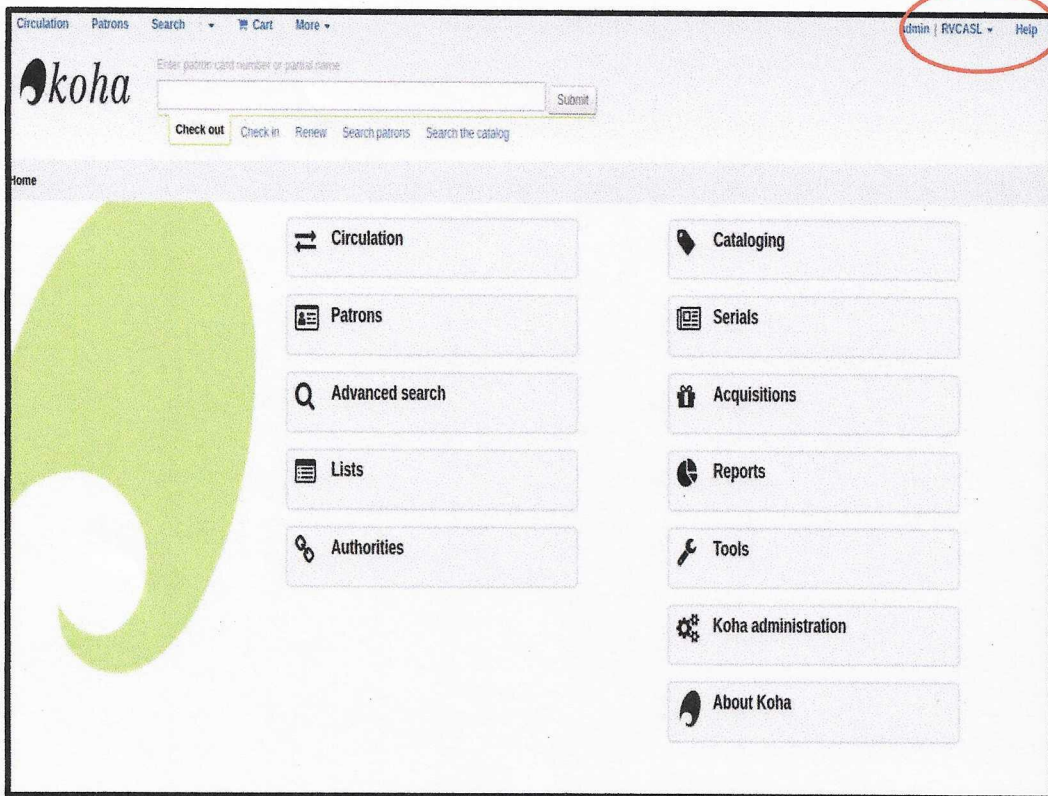 Circulation Patrons Search Cart More admin | RVCASL Help
koha
Enter patron card number or partial name
Submit
Check out Check in Renew Search patrons Search the catalog
Home
Circulation
Patrons
Advanced search
Lists
Authorities
Cataloging
Serials
Acquisitions
Reports
Tools
Koha administration
About Koha